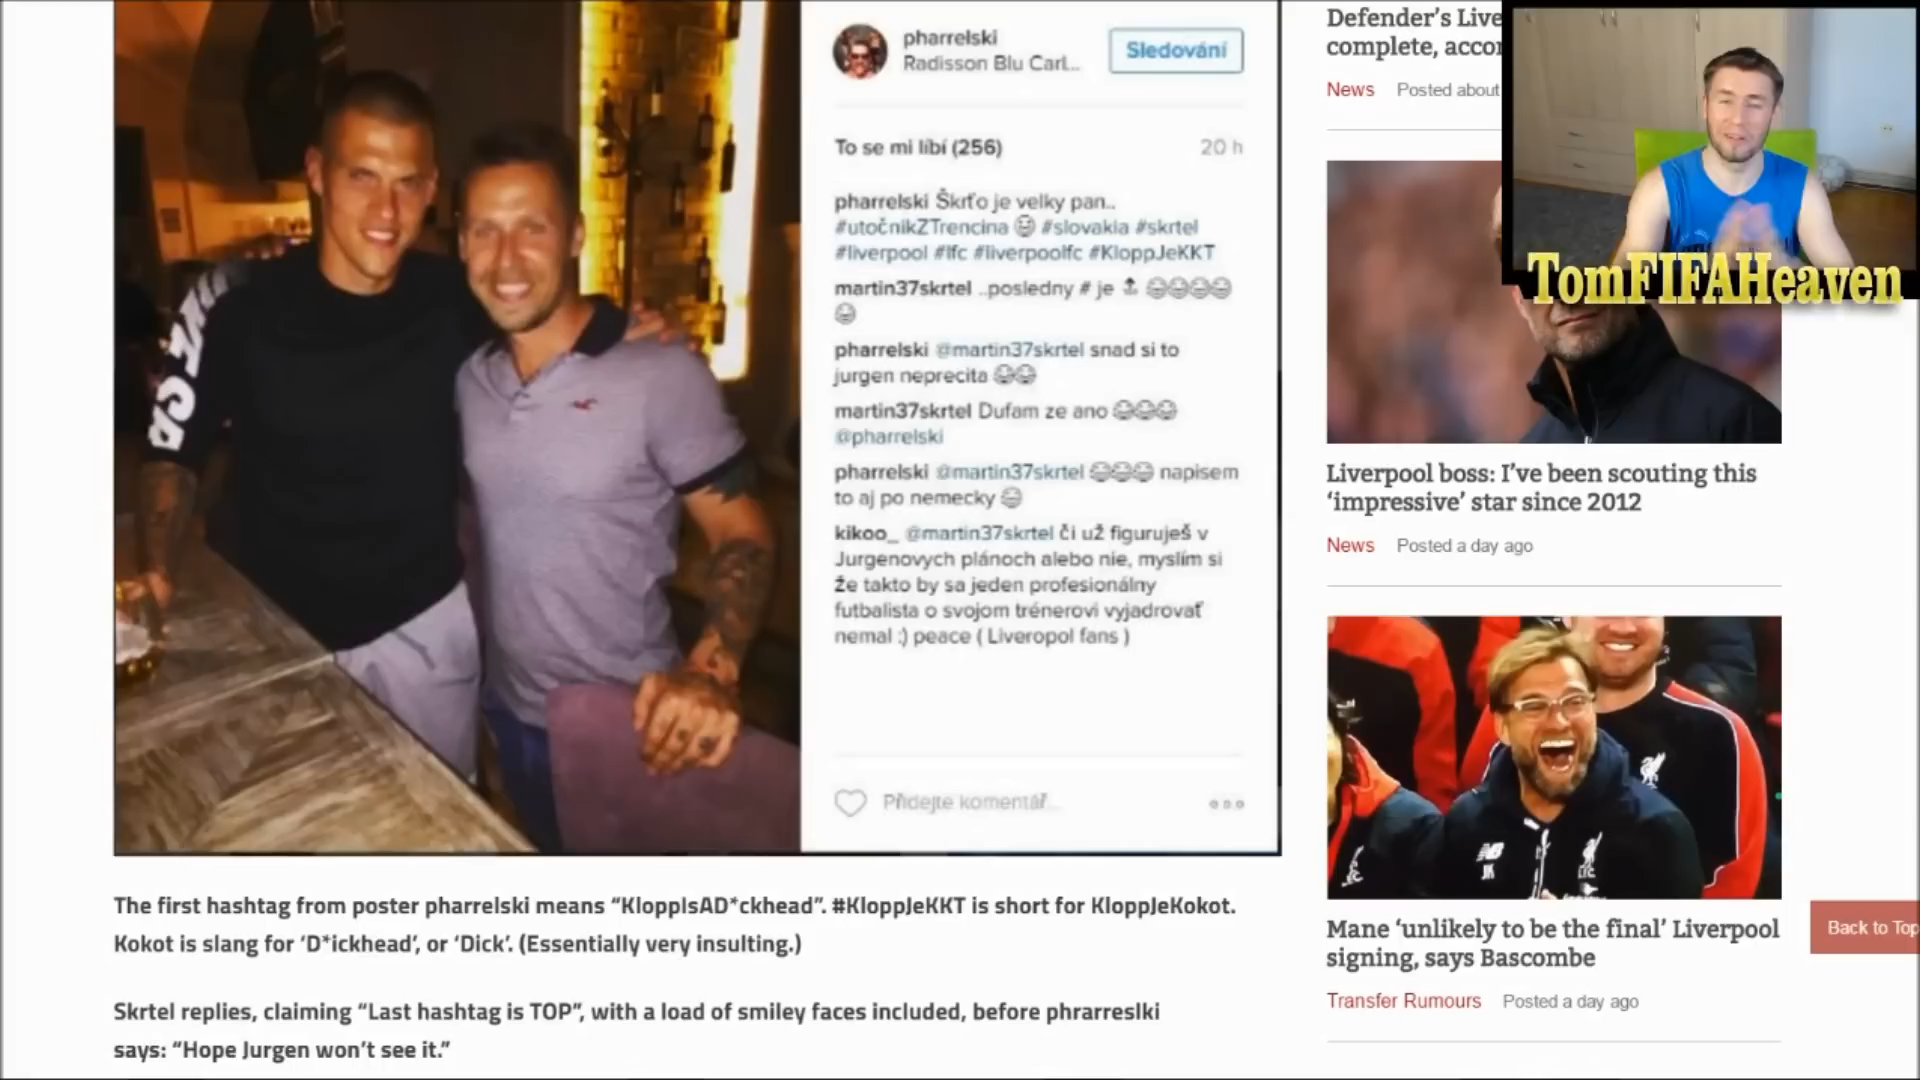 pharrelski
Radisson Blu Carl...
Sledování
To se mi líbí (256)
20 h
pharrelski Škrťo je velky pan..
#utočnikZTrencina 😆 #slovakia #skrtel
#liverpool #lfc #liverpoolfc #KloppJeKKT
martin37skrtel ..posledny # je ⬆ 😂😂😂😂
😂
pharrelski @martin37skrtel snad si to
jurgen neprecita 😂😂
martin37skrtel Dufam ze ano 😂😂😂
@pharrelski
pharrelski @martin37skrtel 😂😂😂 napisem
to aj po nemecky 😄
kikoo_ @martin37skrtel či už figuruješ v
Jurgenovych plánoch alebo nie, myslím si
že takto by sa jeden profesionálny
futbalista o svojom trénerovi vyjadrovať
nemal :) peace ( Liveropol fans )
Přidejte komentář...
The first hashtag from poster pharrelski means “KloppIsAD*ckhead”. #KloppJeKKT is short for KloppJeKokot.
Kokot is slang for ‘D*ickhead’, or ‘Dick’. (Essentially very insulting.)
Skrtel replies, claiming “Last hashtag is TOP”, with a load of smiley faces included, before phrarreslki
says: “Hope Jurgen won’t see it.”
Defender’s Live
complete, accor
News Posted about
TomFIFAHeaven
Liverpool boss: I’ve been scouting this
‘impressive’ star since 2012
News Posted a day ago
NB
JK
Mane ‘unlikely to be the final’ Liverpool
signing, says Bascombe
Transfer Rumours Posted a day ago
Back to Top